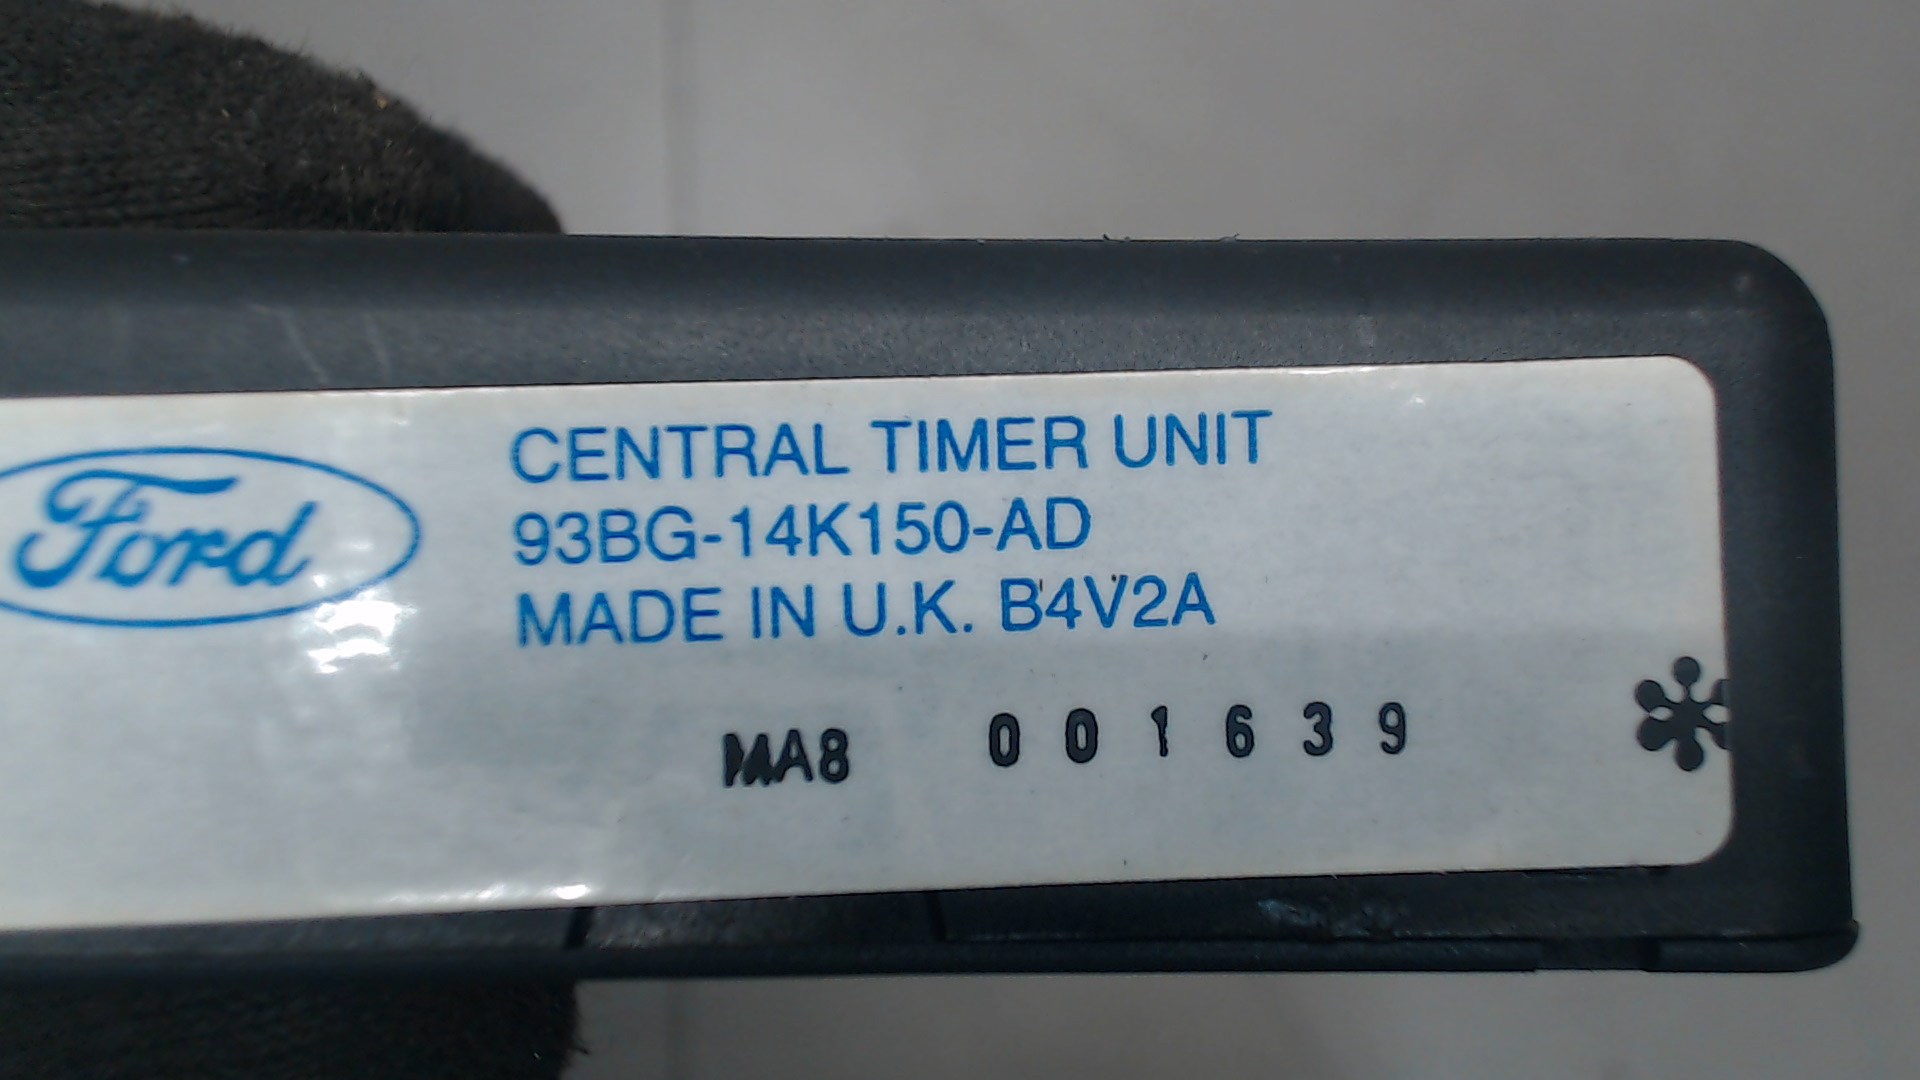 Ford
CENTRAL TIMER UNIT
93BG-14K150-AD
MADE IN U.K. B4V2A
MA8 001639